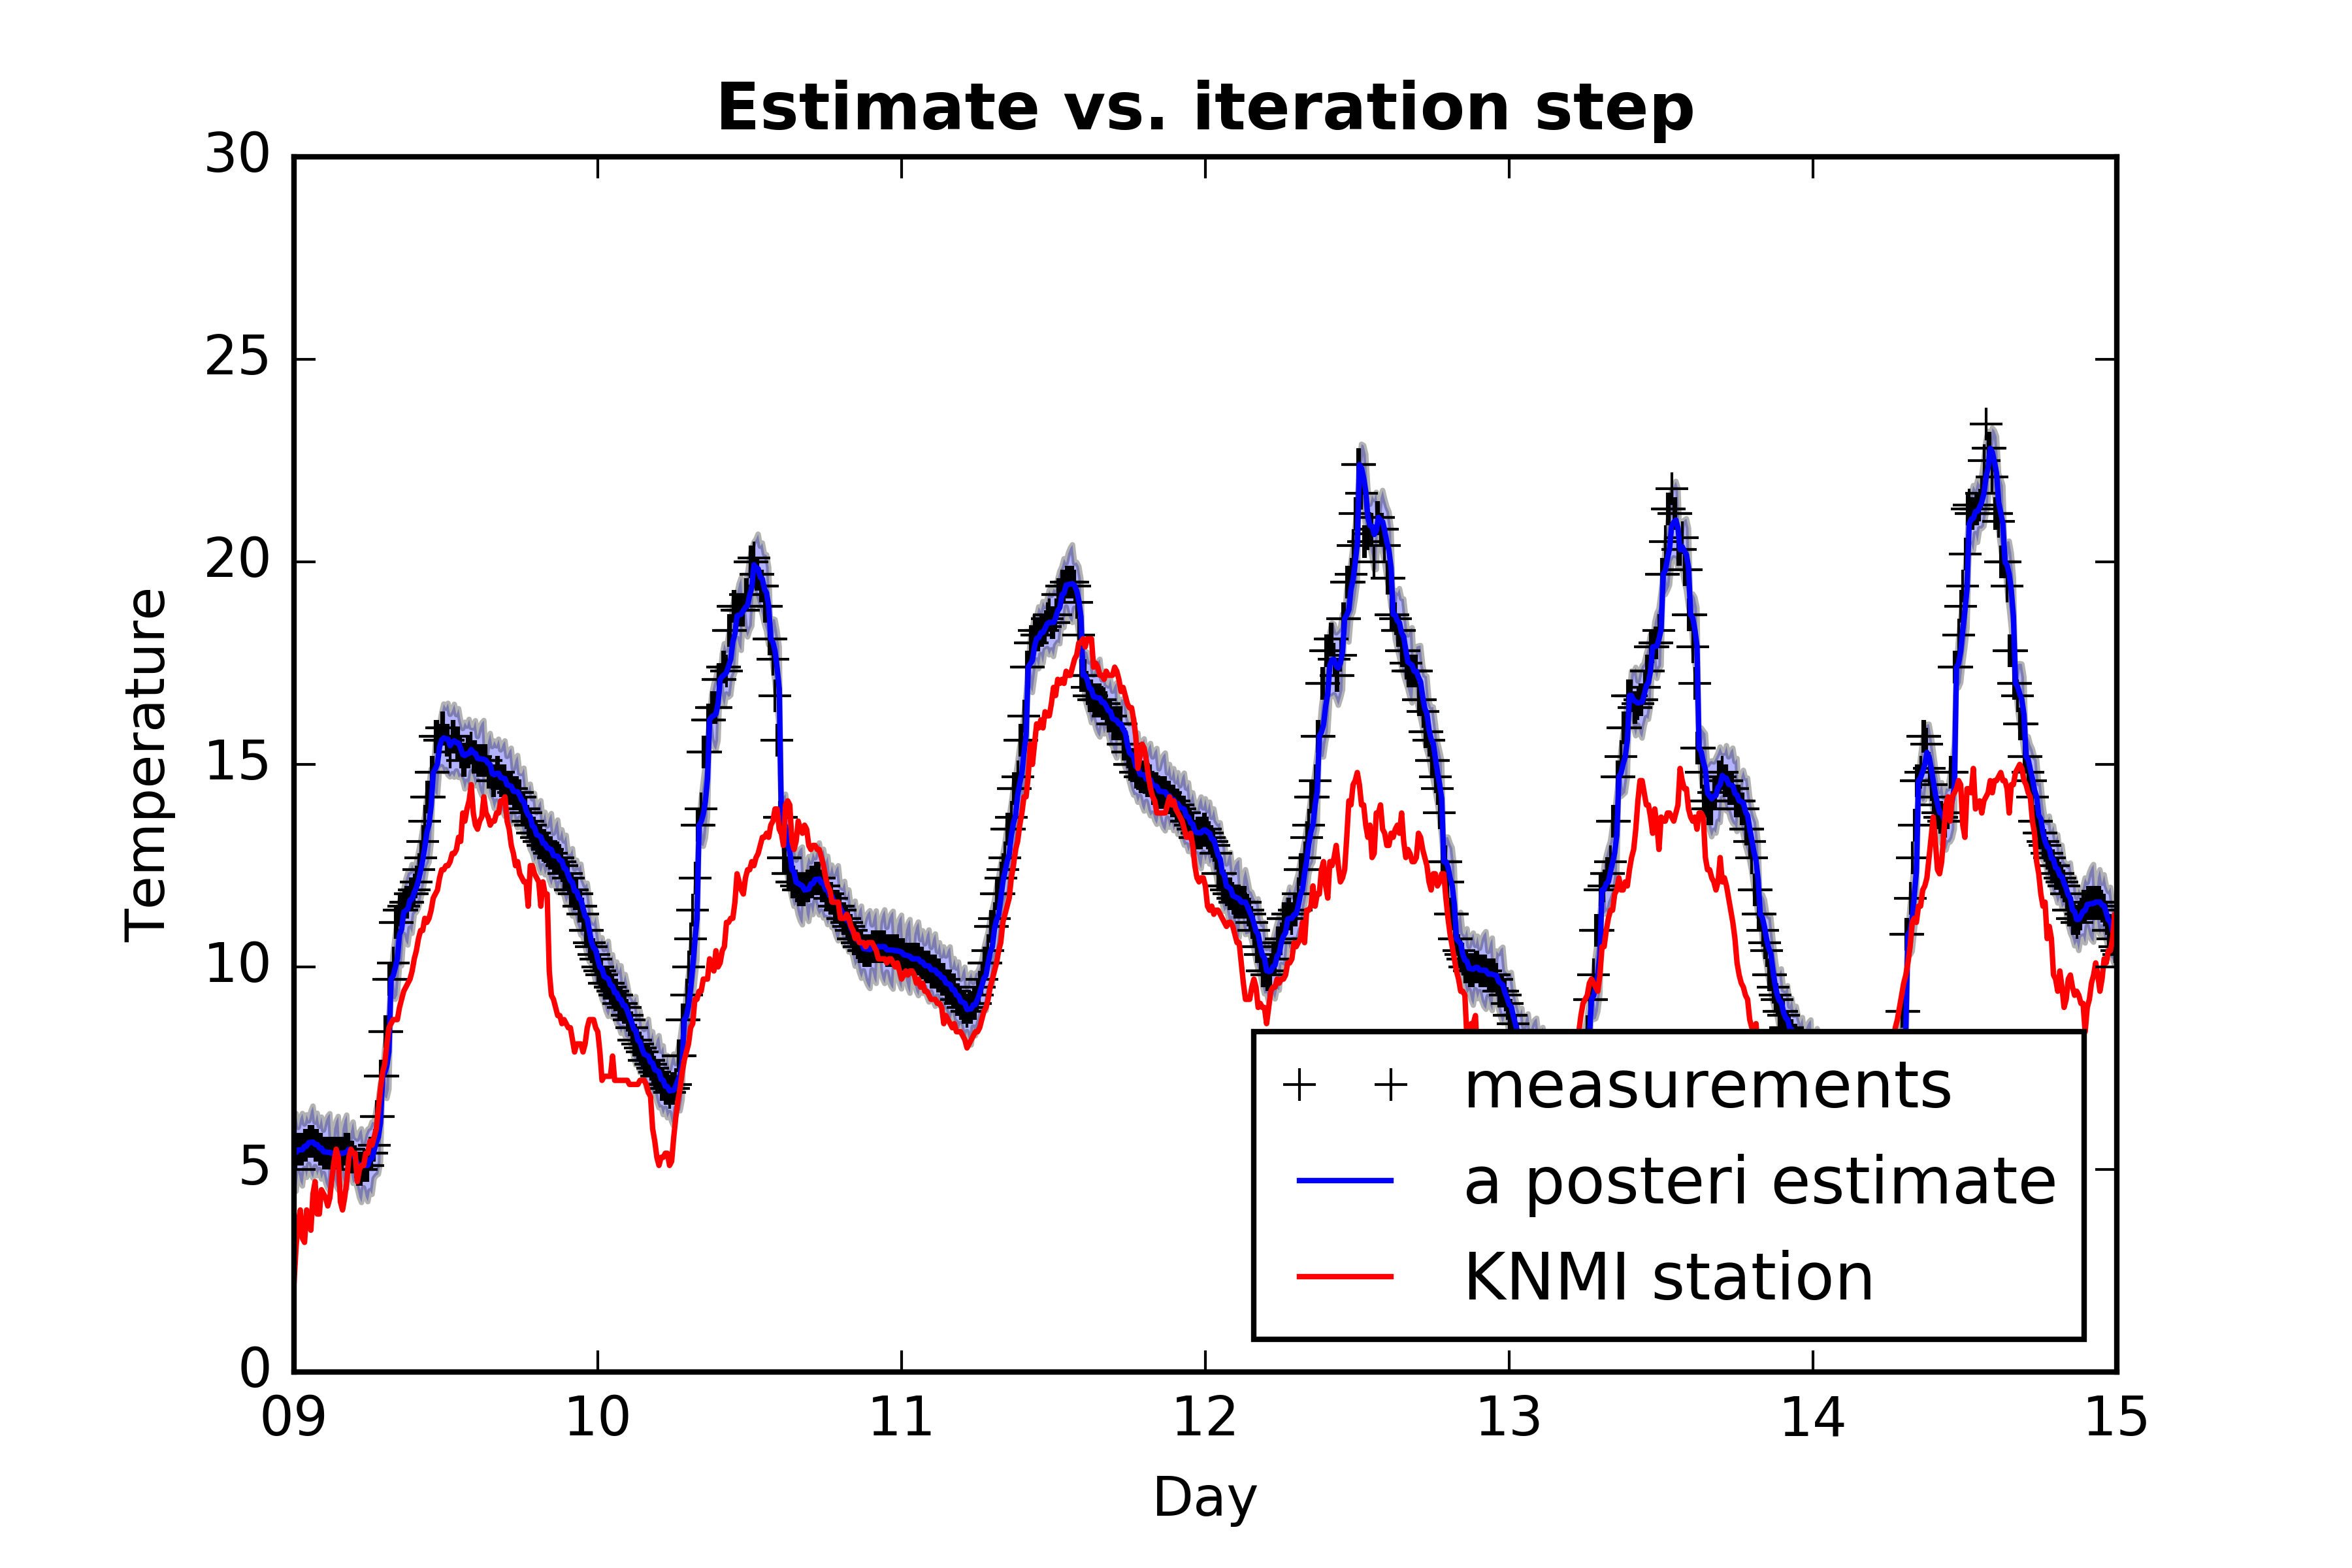 Estimate vs. iteration step
30
25
20
15
10
5
0
Temperature
09 10 11 12 13 14 15
Day
measurements
a posteri estimate
KNMI station